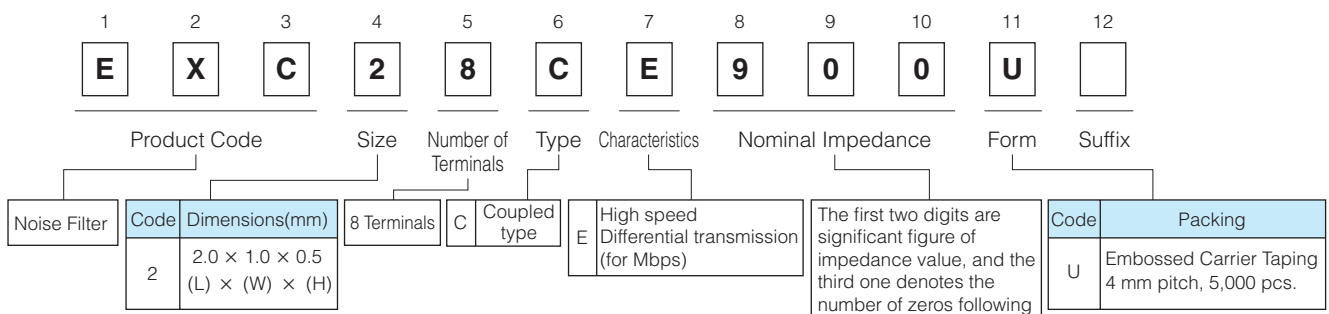 1 2 3 4 5 6 7 8 9 10 11 12
E X C 2 8 C E 9 0 0 U
Product Code Size Number of Terminals Type Characteristics Nominal Impedance Form Suffix
Noise Filter
Code Dimensions(mm)
2 2.0 × 1.0 × 0.5
(L) × (W) × (H)
8 Terminals
C Coupled
type
E High speed
Differential transmission
(for Mbps)
The first two digits are
significant figure of
impedance value, and the
third one denotes the
number of zeros following
Code Packing
U Embossed Carrier Taping
4 mm pitch, 5,000 pcs.